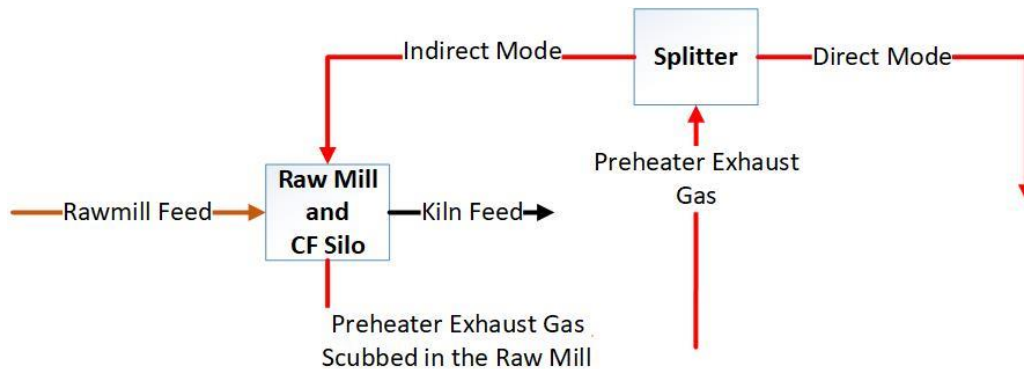 Indirect Mode
Splitter
Direct Mode
Preheater Exhaust
Gas
Rawmill Feed
Raw Mill
and
CF Silo
Kiln Feed
Preheater Exhaust Gas
Scubbed in the Raw Mill